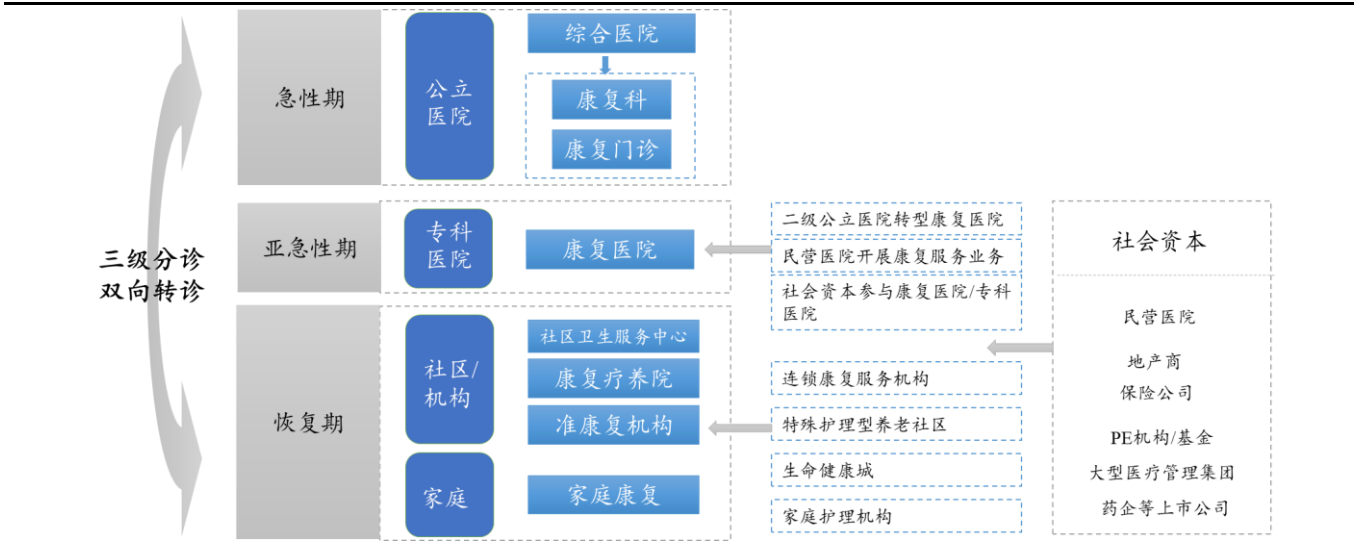 三级分诊
双向转诊
急性期
公立
医院
综合医院
康复科
康复门诊
亚急性期
专科
医院
康复医院
恢复期
社区/
机构
社区卫生服务中心
康复疗养院
准康复机构
家庭
家庭康复
二级公立医院转型康复医院
民营医院开展康复服务业务
社会资本参与康复医院/专科
医院
连锁康复服务机构
特殊护理型养老社区
生命健康城
家庭护理机构
社会资本
民营医院
地产商
保险公司
PE机构/基金
大型医疗管理集团
药企等上市公司